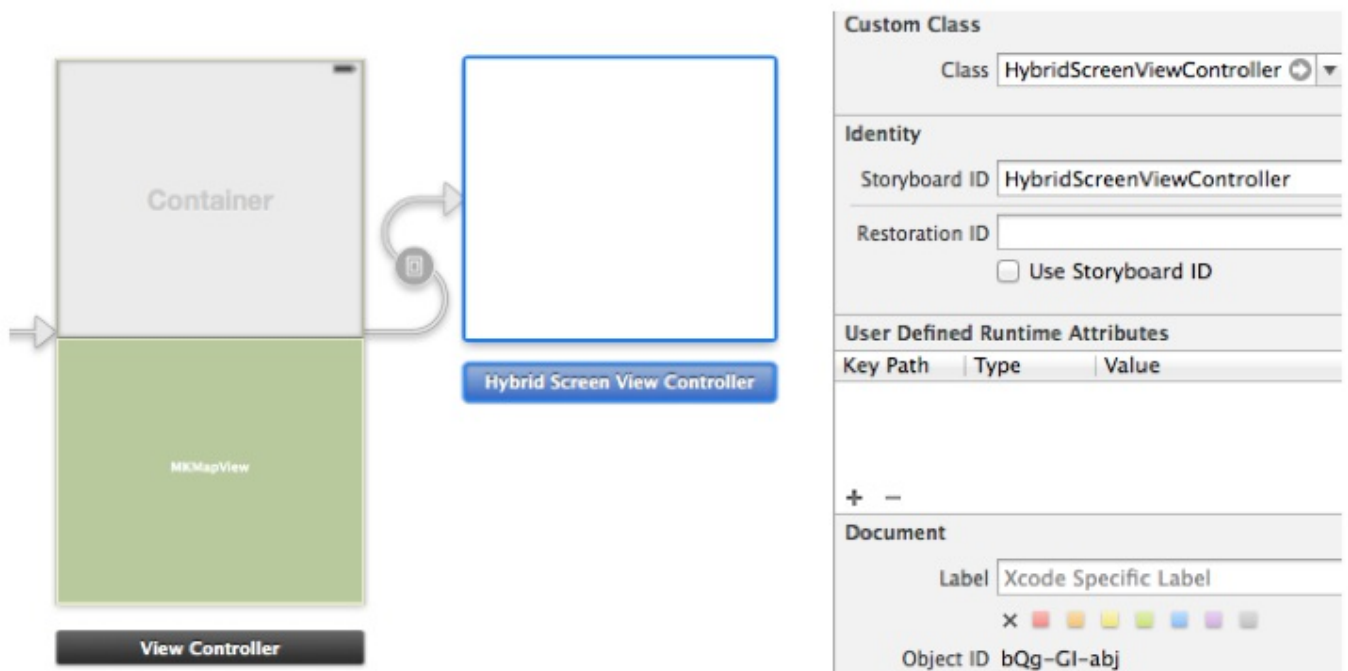 Container
MKMapView
View Controller
Hybrid Screen View Controller
Custom Class
Class HybridScreenViewController
Identity
Storyboard ID HybridScreenViewController
Restoration ID
Use Storyboard ID
User Defined Runtime Attributes
Key Path Type Value
+ −
Document
Label Xcode Specific Label
Object ID bQg-GI-abj